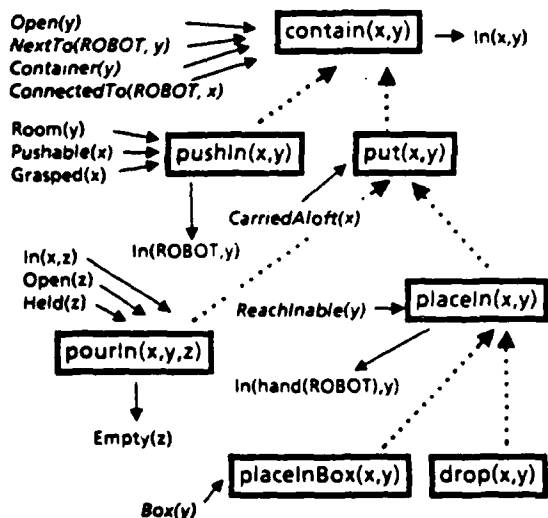 Open(y)
NextTo(ROBOT, y)
Container(y)
ConnectedTo(ROBOT, x)
contain(x,y)
In(x,y)
Room(y)
Pushable(x)
Grasped(x)
pushIn(x,y)
put(x,y)
CarriedAloft(x)
In(ROBOT,y)
In(x,z)
Open(z)
Held(z)
pourIn(x,y,z)
Reachinable(y)
placeIn(x,y)
In(hand(ROBOT),y)
Empty(z)
placeInBox(x,y)
drop(x,y)
Box(y)